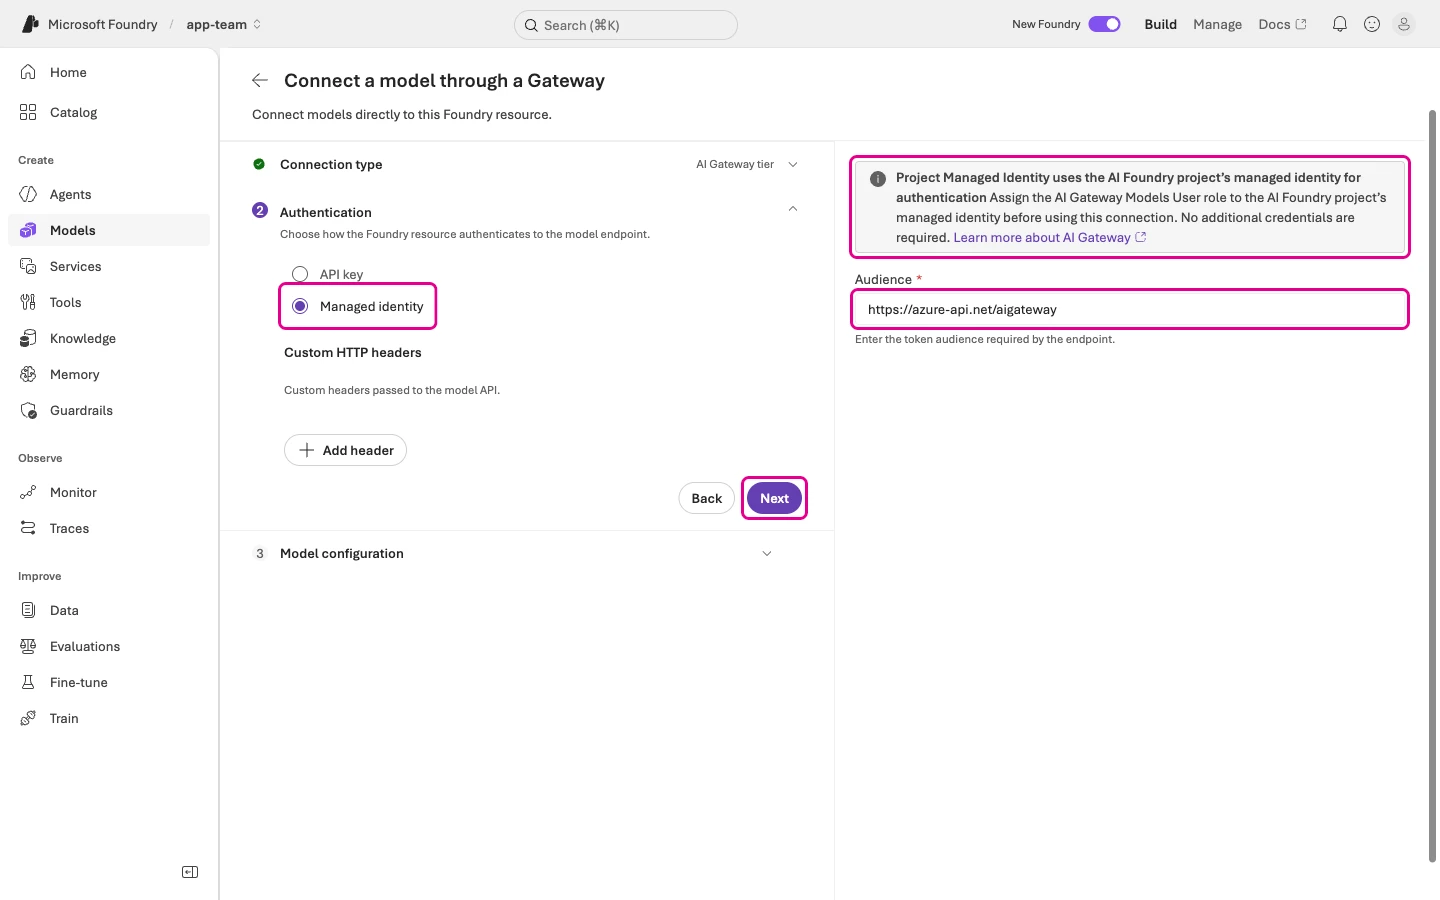 Microsoft Foundry / app-team
Search (⌘K)
New Foundry
Build
Manage
Docs
Home
Catalog
Create
Agents
Models
Services
Tools
Knowledge
Memory
Guardrails
Observe
Monitor
Traces
Improve
Data
Evaluations
Fine-tune
Train
Connect a model through a Gateway
Connect models directly to this Foundry resource.
Connection type
AI Gateway tier
2 Authentication
Choose how the Foundry resource authenticates to the model endpoint.
API key
Managed identity
Custom HTTP headers
Custom headers passed to the model API.
Add header
Back
Next
3 Model configuration
Project Managed Identity uses the AI Foundry project's managed identity for
authentication Assign the AI Gateway Models User role to the AI Foundry project's
managed identity before using this connection. No additional credentials are
required. Learn more about AI Gateway
Audience *
https://azure-api.net/aigateway
Enter the token audience required by the endpoint.